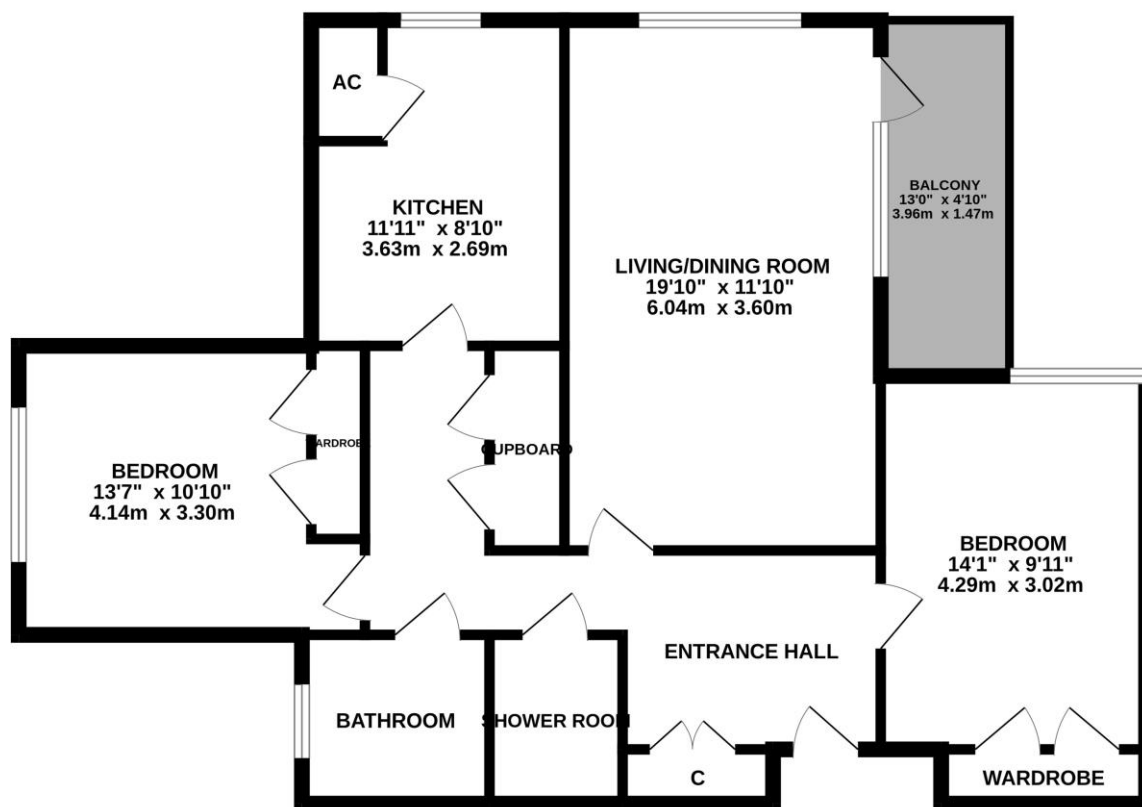 AC
KITCHEN
11'11" x 8'10"
3.63m x 2.69m
LIVING/DINING ROOM
19'10" x 11'10"
6.04m x 3.60m
BALCONY
13'0" x 4'10"
3.96m x 1.47m
BEDROOM
13'7" x 10'10"
4.14m x 3.30m
ARDROB
CUPBOARD
BEDROOM
14'1" x 9'11"
4.29m x 3.02m
ENTRANCE HALL
BATHROOM
SHOWER ROOM
C
WARDROBE